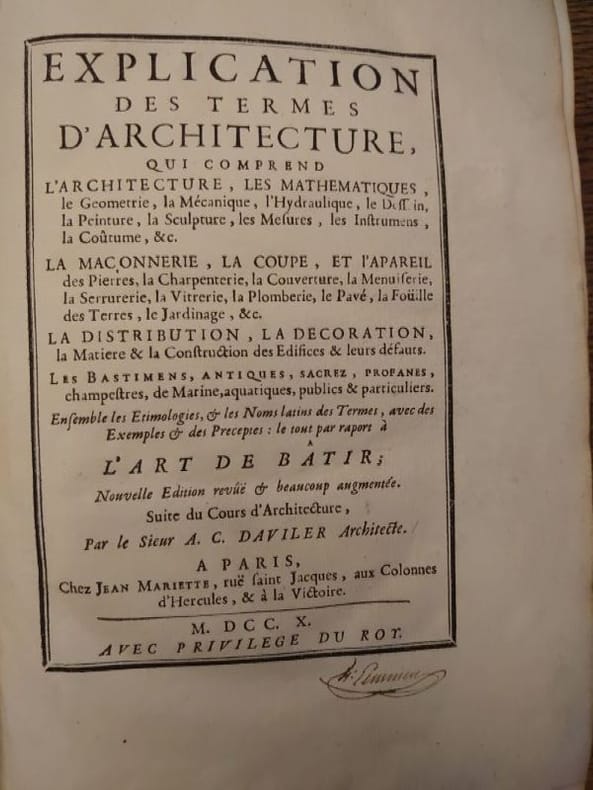 EXPLICATION
DES TERMES
D'ARCHITECTURE,
QUI COMPREND
L'ARCHITECTURE, LES MATHEMATIQUES,
le Geometrie, la Mécanique, l'Hydraulique, le Dessein,
la Peinture, la Sculpture, les Meſures, les Inſtrumens,
la Coûtume, &c.
LA MAÇONNERIE, LA COUPE, ET l'APAREIL
des Pierres, la Charpenterie, la Couverture, la Menuiſerie,
la Serrurerie, la Vitrerie, la Plomberie, le Pavé, la Foüille
des Terres, le Jardinage, &c.
LA DISTRIBUTION, LA DECORATION,
la Matiere & la Conſtruction des Edifices & leurs défauts.
LES BASTIMENS, ANTIQUES, SACREZ, PROFANES,
champeſtres, de Marine, aquatiques, publics & particuliers.
Enſemble les Etimologies, & les Noms latins des Termes, avec des
Exemples & des Preceptes : le tout par raport à
L'ART DE BÂTIR;
Nouvelle Edition revûë & beaucoup augmentée.
Suite du Cours d'Architecture,
Par le Sieur A. C. DAVILER Architecte.
A PARIS,
Chez JEAN MARIETTE, ruë ſaint Jacques, aux Colonnes
d'Hercules, & à la Victoire.
M. DCC. X.
AVEC PRIVILEGE DU ROY.